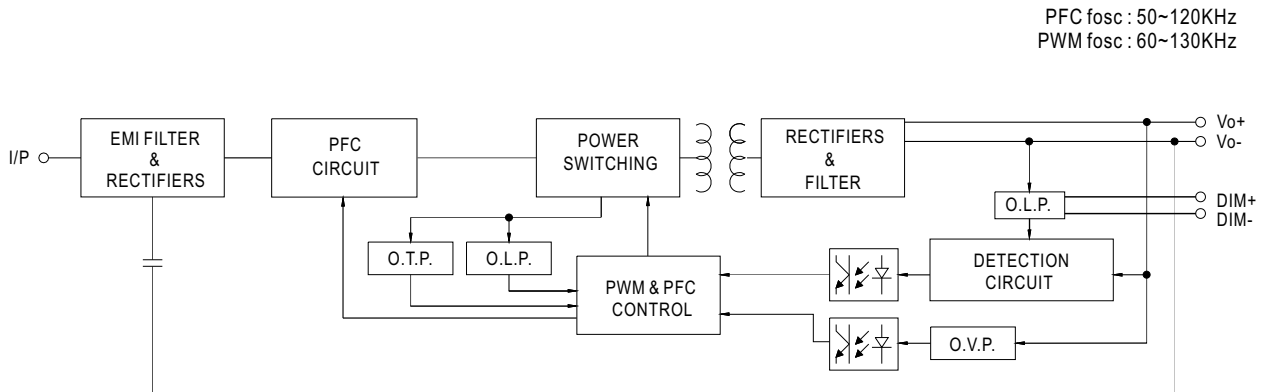 PFC fosc : 50~120KHz
PWM fosc : 60~130KHz
I/P
EMI FILTER
&
RECTIFIERS
PFC
CIRCUIT
POWER
SWITCHING
RECTIFIERS
&
FILTER
Vo+
Vo-
O.L.P.
DIM+
DIM-
O.T.P.
O.L.P.
PWM & PFC
CONTROL
DETECTION
CIRCUIT
O.V.P.